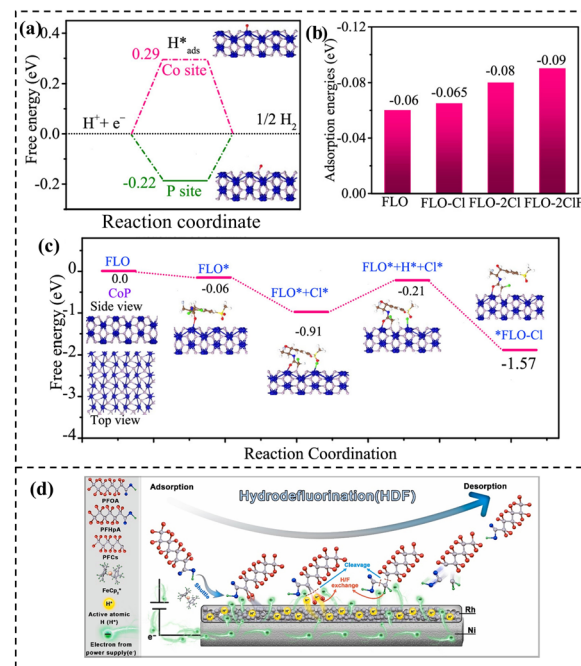 (a)
Free energy (eV)
0.2
0.0
-0.2
0.29
H*ads
Co site
H⁺+ e⁻
1/2 H₂
-0.22
P site
Reaction coordinate
(b)
Adsorption energies (eV)
-0.12
-0.08
-0.04
0.00
-0.06
-0.065
-0.08
-0.09
FLO
FLO-Cl
FLO-2Cl
FLO-2ClF
(c)
Free energy (eV)
1
0
-1
-2
-3
-4
FLO
0.0
CoP
Side view
Top view
FLO*
-0.06
FLO*+Cl*
-0.91
FLO*+H*+Cl*
-0.21
*FLO-Cl
-1.57
Reaction Coordination
(d)
PFOA
PFHpA
PFCs
FeCp₂⁺
H*
Active atomic
H (H*)
Electron from
power supply(e-)
Adsorption
Hydrodefluorination(HDF)
Desorption
Shuttle
Cleavage
H/F
exchange
e⁻
Rh
Ni